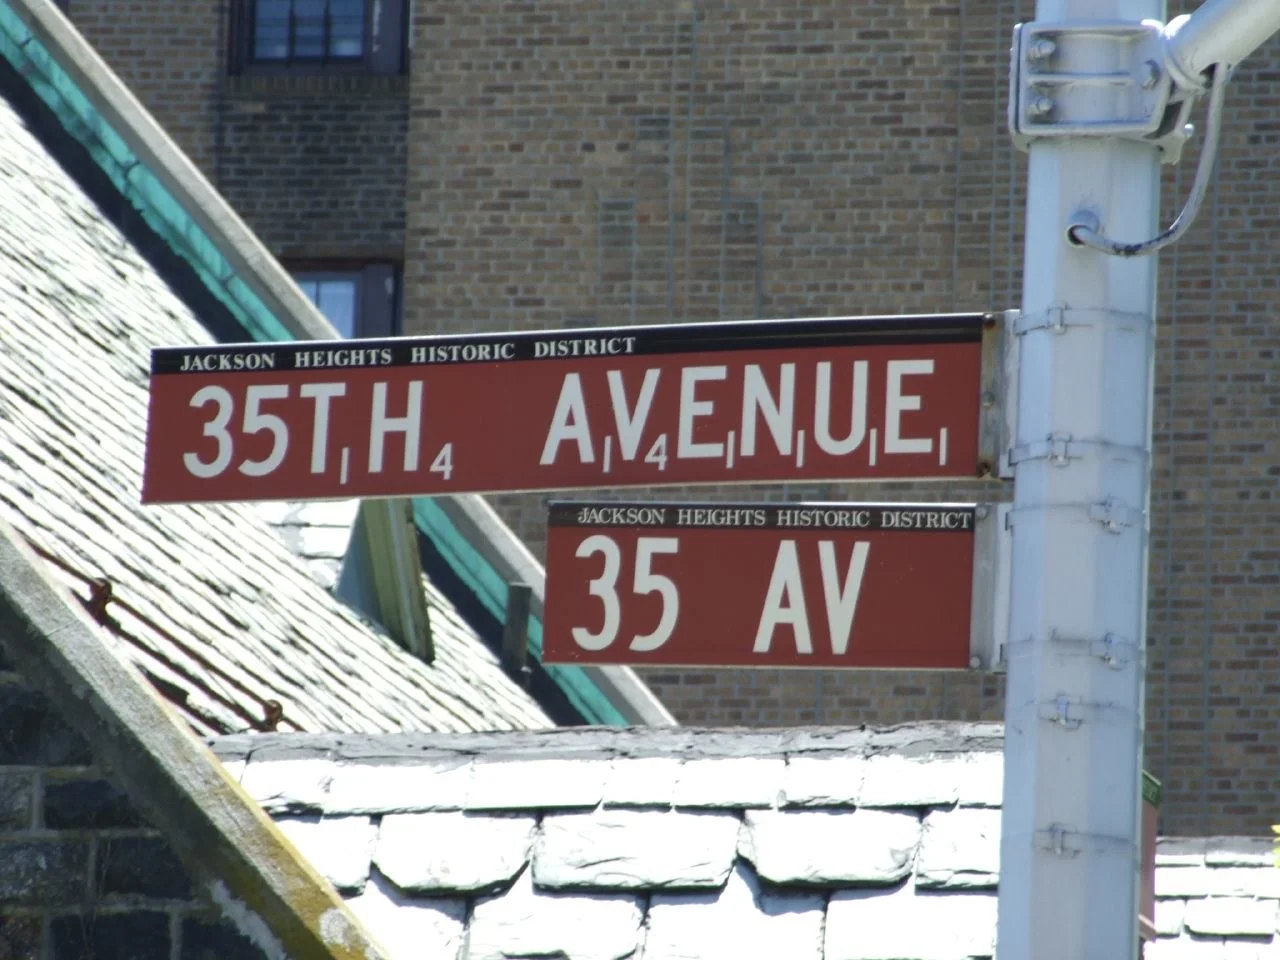 JACKSON HEIGHTS HISTORIC DISTRICT
35T1H4 A1V4E1N1U1E1
JACKSON HEIGHTS HISTORIC DISTRICT
35 AV